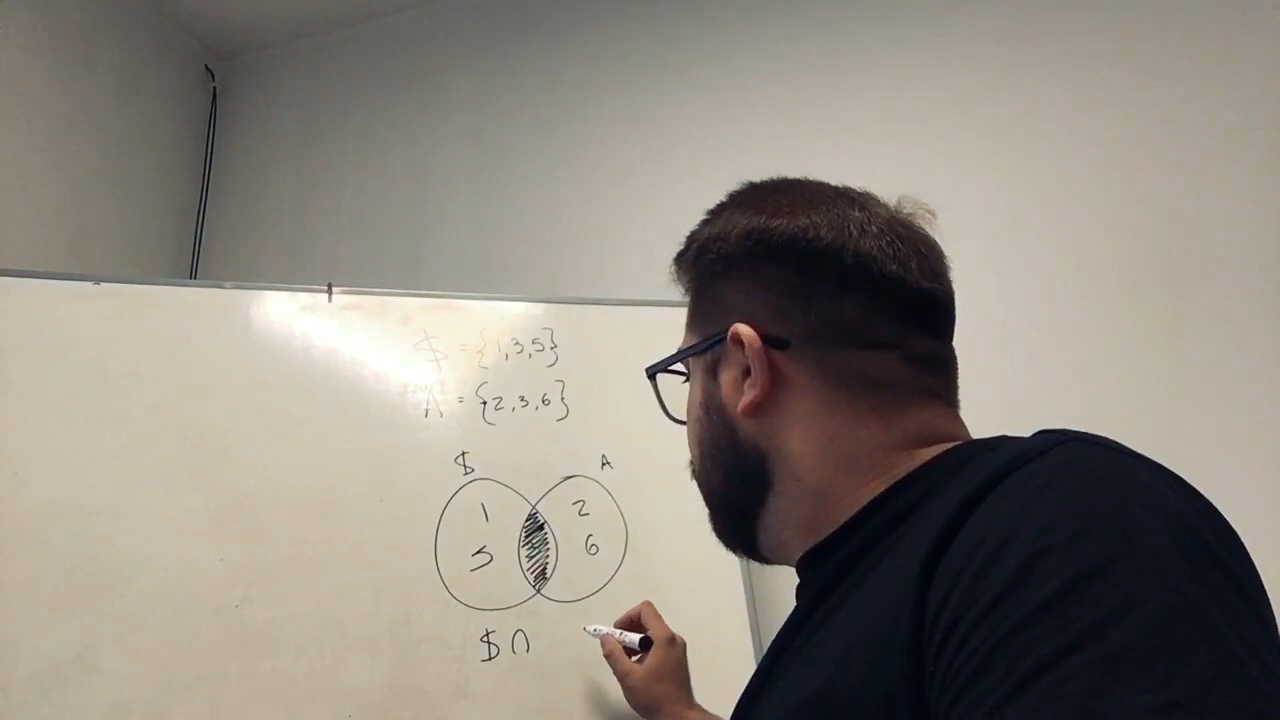 $ = {1,3,5}
A = {2,3,6}
$ A
1 2
5 6
$ ∩